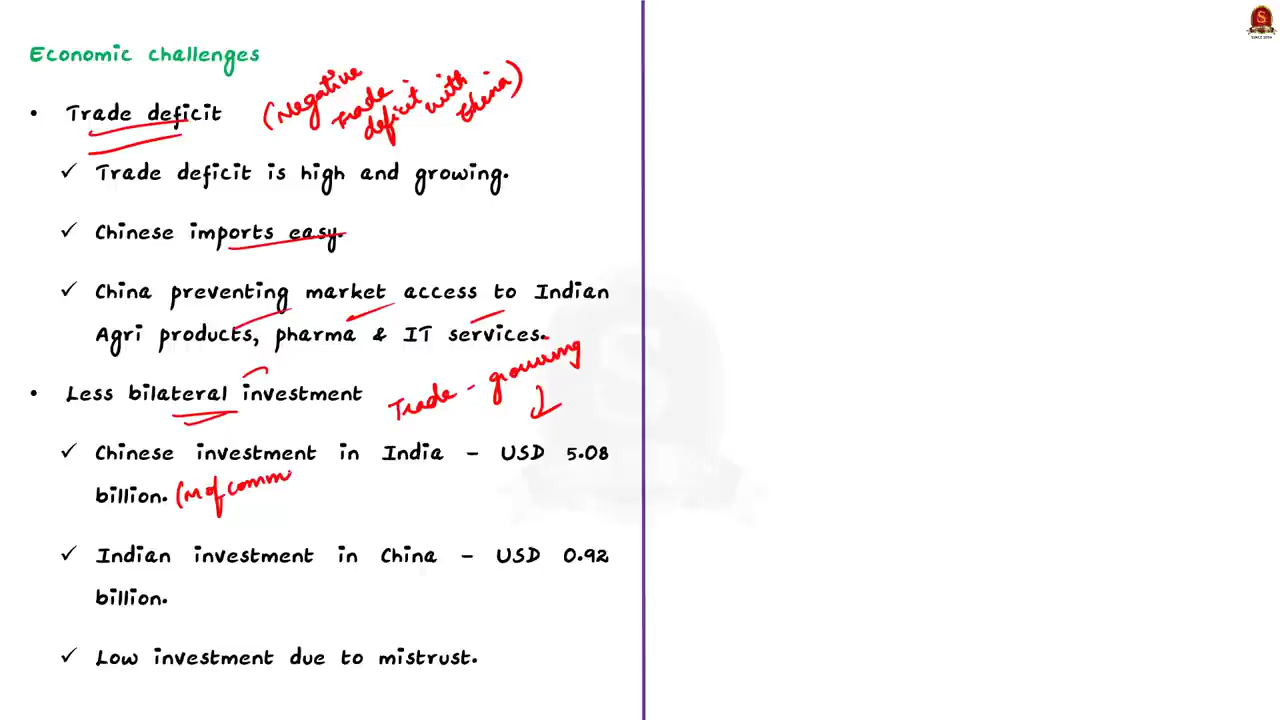 Economic challenges
• Trade deficit (Negative trade deficit with China)
✓ Trade deficit is high and growing.
✓ Chinese imports easy.
✓ China preventing market access to Indian
Agri products, pharma & IT services.
• Less bilateral investment Trade - growing
✓ Chinese investment in India - USD 5.08
billion. (M of comm
✓ Indian investment in China - USD 0.92
billion.
✓ Low investment due to mistrust.
S